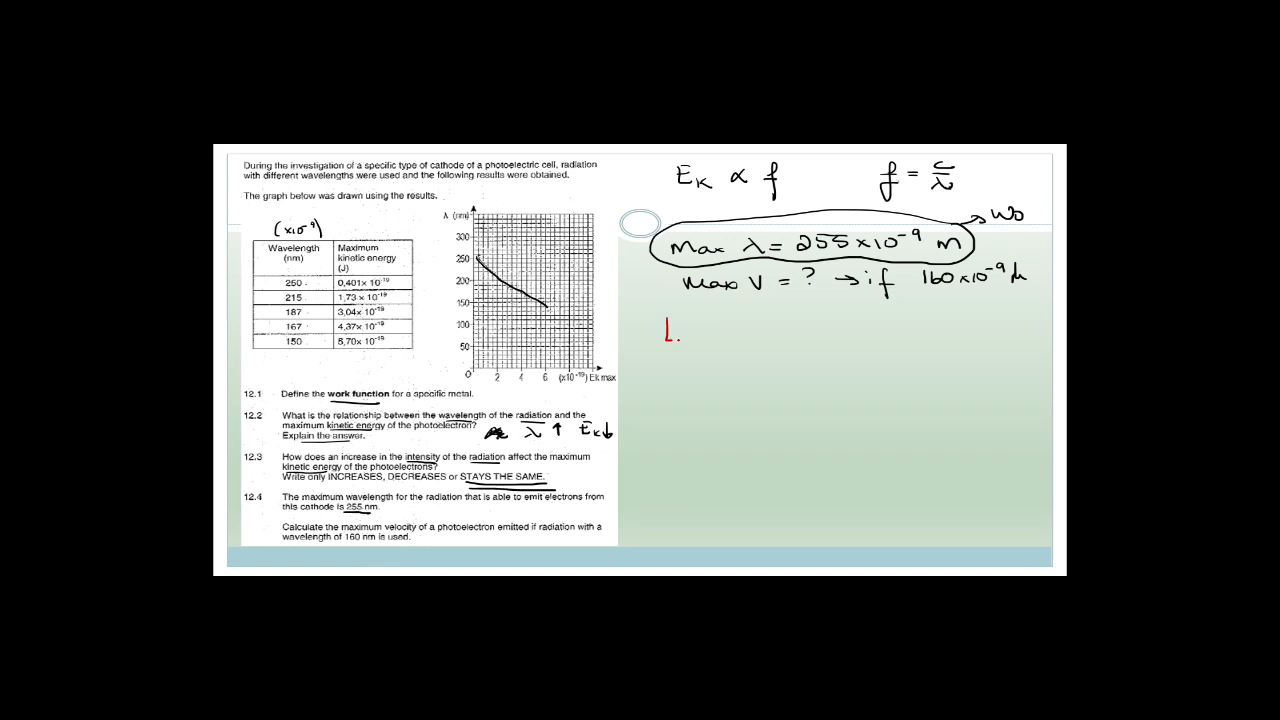 During the investigation of a specific type of cathode of a photoelectric cell, radiation
with different wavelengths were used and the following results were obtained.
The graph below was drawn using the results.
(x10⁻⁹)
Wavelength (nm) Maximum kinetic energy (J)
250 0,401x 10⁻¹⁹
215 1,73 x 10⁻¹⁹
187 3,04x 10⁻¹⁹
167 4,37x 10⁻¹⁹
150 5,70x 10⁻¹⁹
λ (nm)
300
250
200
150
100
50
0 2 4 6 (x10⁻¹⁹) Ek max
12.1 Define the work function for a specific metal.
12.2 What is the relationship between the wavelength of the radiation and the
maximum kinetic energy of the photoelectron?
Explain the answer.
λ ↑ Ek↓
12.3 How does an increase in the intensity of the radiation affect the maximum
kinetic energy of the photoelectrons?
Write only INCREASES, DECREASES or STAYS THE SAME.
12.4 The maximum wavelength for the radiation that is able to emit electrons from
this cathode is 255 nm.
Calculate the maximum velocity of a photoelectron emitted if radiation with a
wavelength of 160 nm is used.
EK ∝ f f = c/λ
→ W₀
Max λ = 255 x10⁻⁹ m
max V = ? → if 160 x10⁻⁹ m